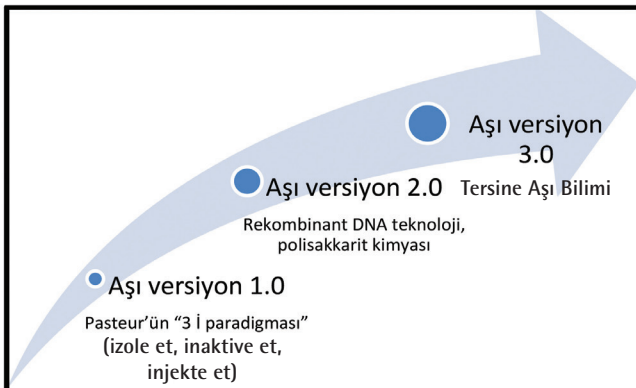 Aşı versiyon 1.0
Pasteur'ün “3 İ paradigması”
(izole et, inaktive et,
injekte et)
Aşı versiyon 2.0
Rekombinant DNA teknoloji,
polisakkarit kimyası
Aşı versiyon
3.0
Tersine Aşı Bilimi